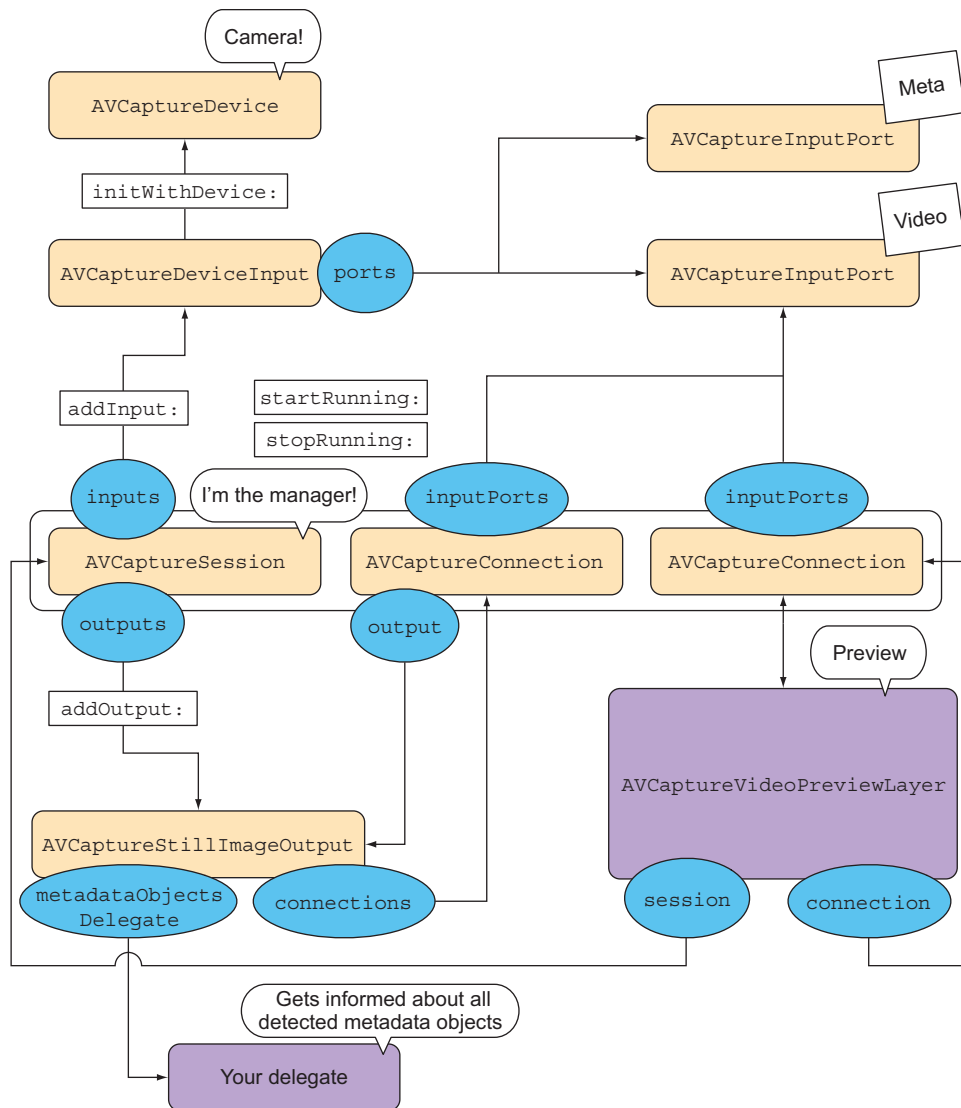 Camera!
AVCaptureDevice
Meta
AVCaptureInputPort
initWithDevice:
Video
AVCaptureDeviceInput
ports
AVCaptureInputPort
addInput:
startRunning:
stopRunning:
inputs
I'm the manager!
inputPorts
inputPorts
AVCaptureSession
AVCaptureConnection
AVCaptureConnection
outputs
output
Preview
addOutput:
AVCaptureVideoPreviewLayer
AVCaptureStillImageOutput
metadataObjects
Delegate
connections
session
connection
Gets informed about all
detected metadata objects
Your delegate